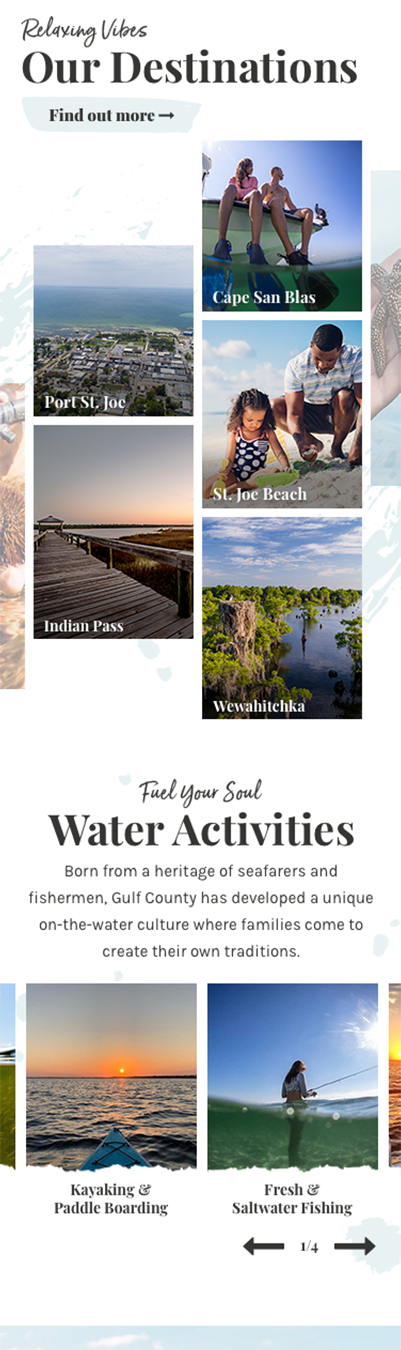 Relaxing Vibes
Our Destinations
Find out more →
Cape San Blas
Port St. Joe
St. Joe Beach
Indian Pass
Wewahitchka
Fuel Your Soul
Water Activities
Born from a heritage of seafarers and
fishermen, Gulf County has developed a unique
on-the-water culture where families come to
create their own traditions.
Kayaking &
Paddle Boarding
Fresh &
Saltwater Fishing
1/4